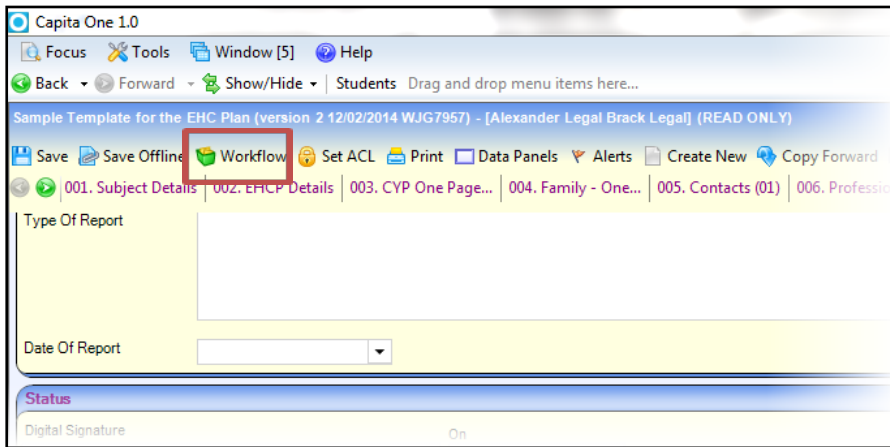 Capita One 1.0
Focus Tools Window [5] Help
Back Forward Show/Hide Students Drag and drop menu items here...
Sample Template for the EHC Plan (version 2 12/02/2014 WJG7957) - [Alexander Legal Brack Legal] (READ ONLY)
Save Save Offline Workflow Set ACL Print Data Panels Alerts Create New Copy Forward
001. Subject Details 002. EHCP Details 003. CYP One Page... 004. Family - One... 005. Contacts (01) 006. Professio
Type Of Report
Date Of Report
Status
Digital Signature On